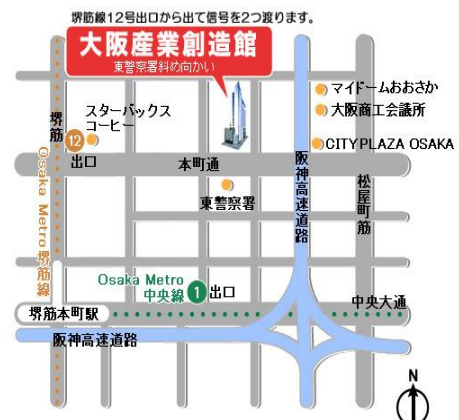 堺筋線12号出口から出て信号を2つ渡ります。
大阪産業創造館
東警察署斜め向かい
マイドームおおさか
大阪商工会議所
CITY PLAZA OSAKA
堺筋
スターバックス
コーヒー
12
出口
本町通
阪神高速道路
松屋町筋
東警察署
Osaka Metro堺筋線
Osaka Metro
中央線
1
出口
中央大通
堺筋本町駅
阪神高速道路
N